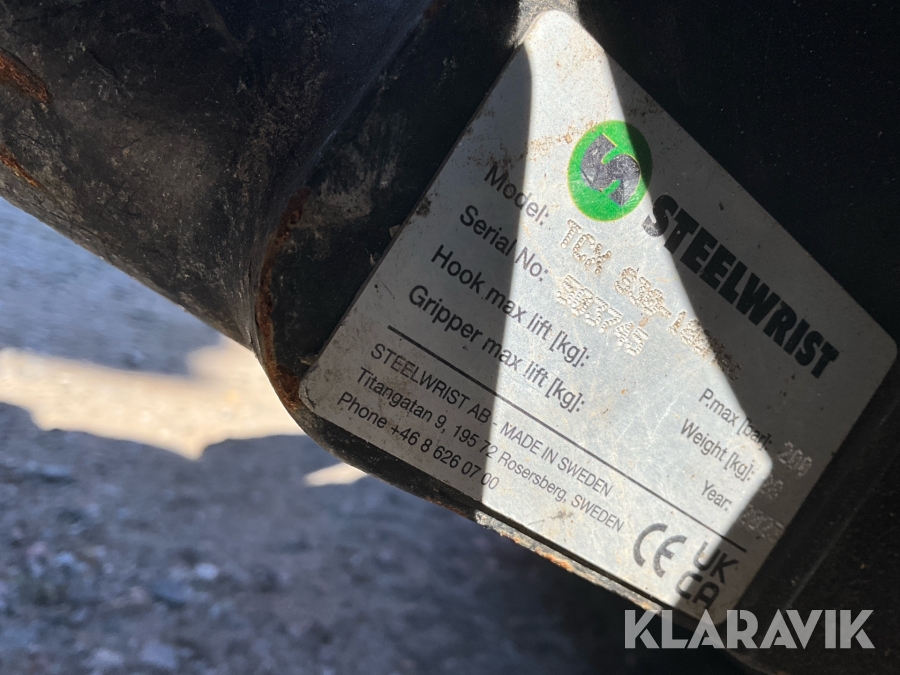 STEELWRIST
Model:
Serial No:
Hook max lift [kg]:
Gripper max lift [kg]:
P.max [bar]: 200
Weight [kg]:
Year:
STEELWRIST AB - MADE IN SWEDEN
Titangatan 9, 195 72 Rosersberg, SWEDEN
Phone +46 8 626 07 00
CE UK
CA
KLARAVIK